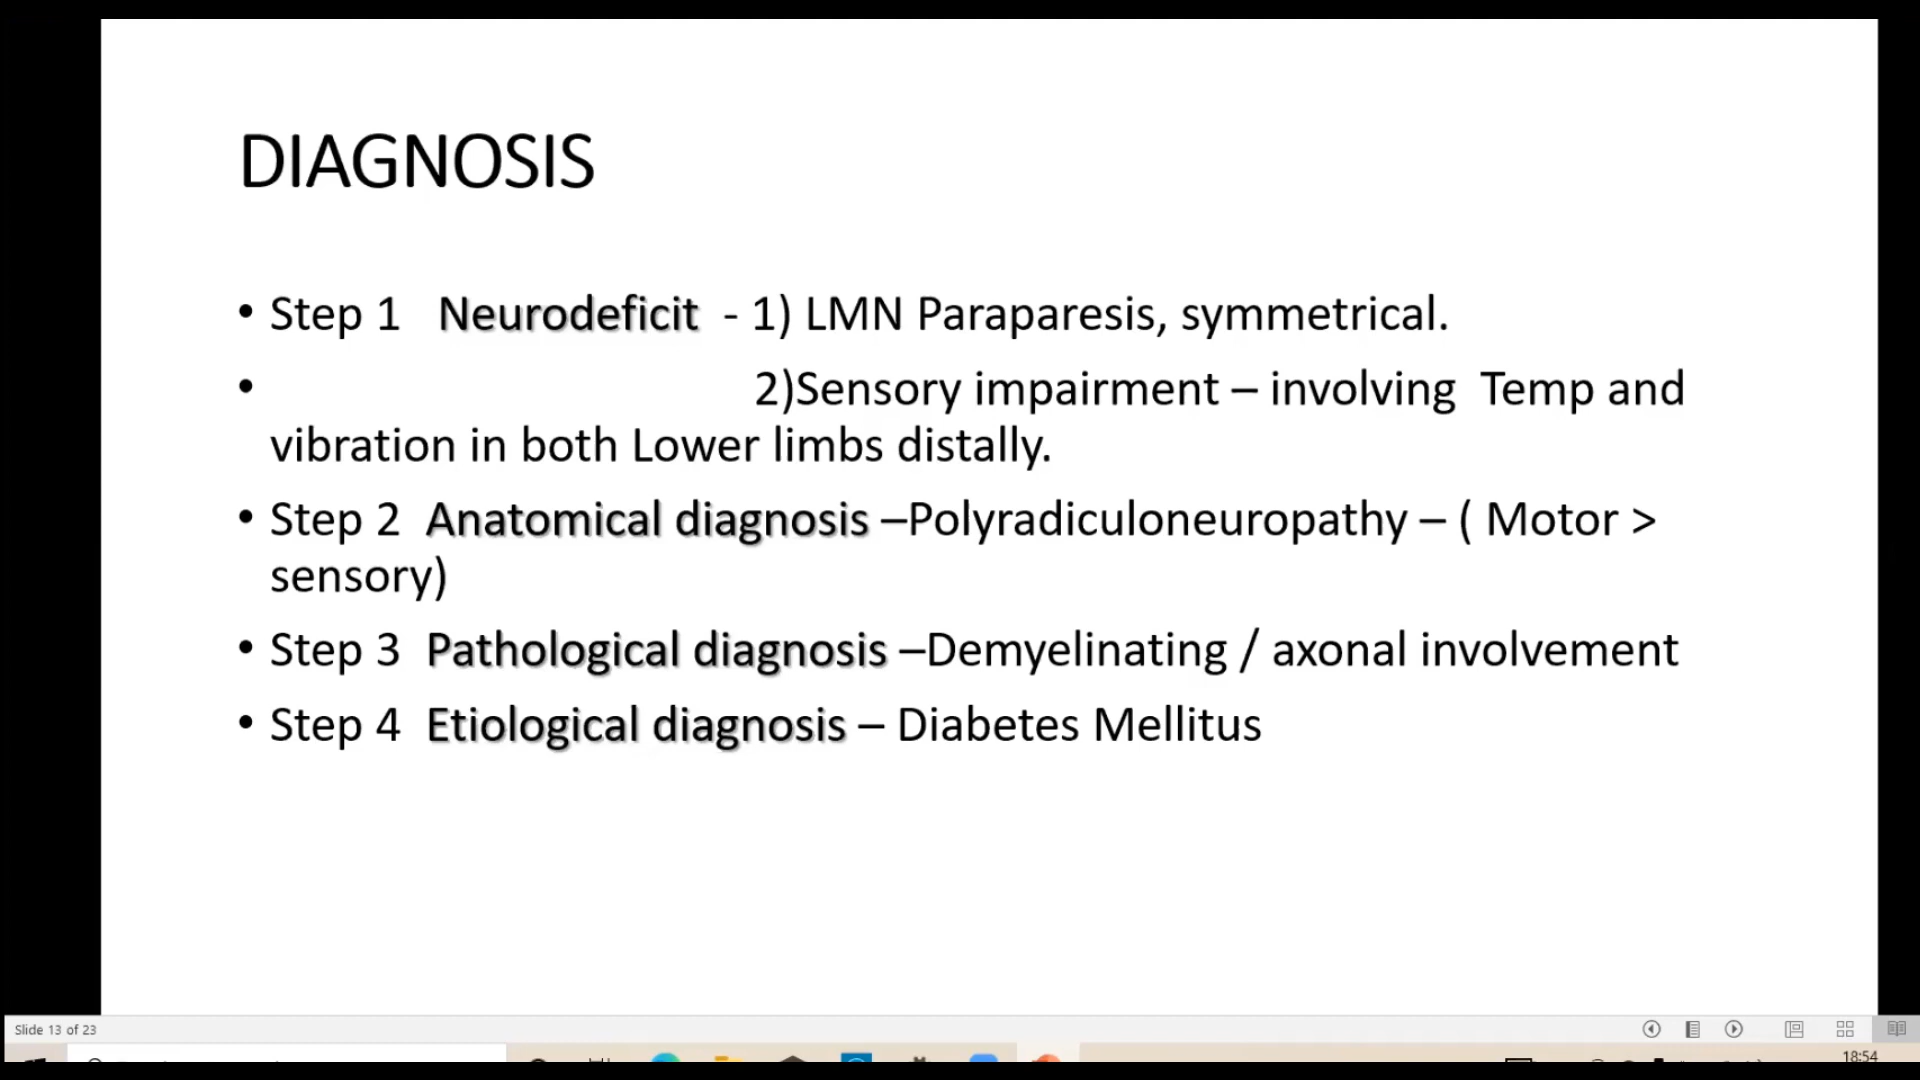 DIAGNOSIS
• Step 1 Neurodeficit - 1) LMN Paraparesis, symmetrical.
• 2)Sensory impairment – involving Temp and
vibration in both Lower limbs distally.
• Step 2 Anatomical diagnosis –Polyradiculoneuropathy – ( Motor >
sensory)
• Step 3 Pathological diagnosis –Demyelinating / axonal involvement
• Step 4 Etiological diagnosis – Diabetes Mellitus
Slide 13 of 23
18:54